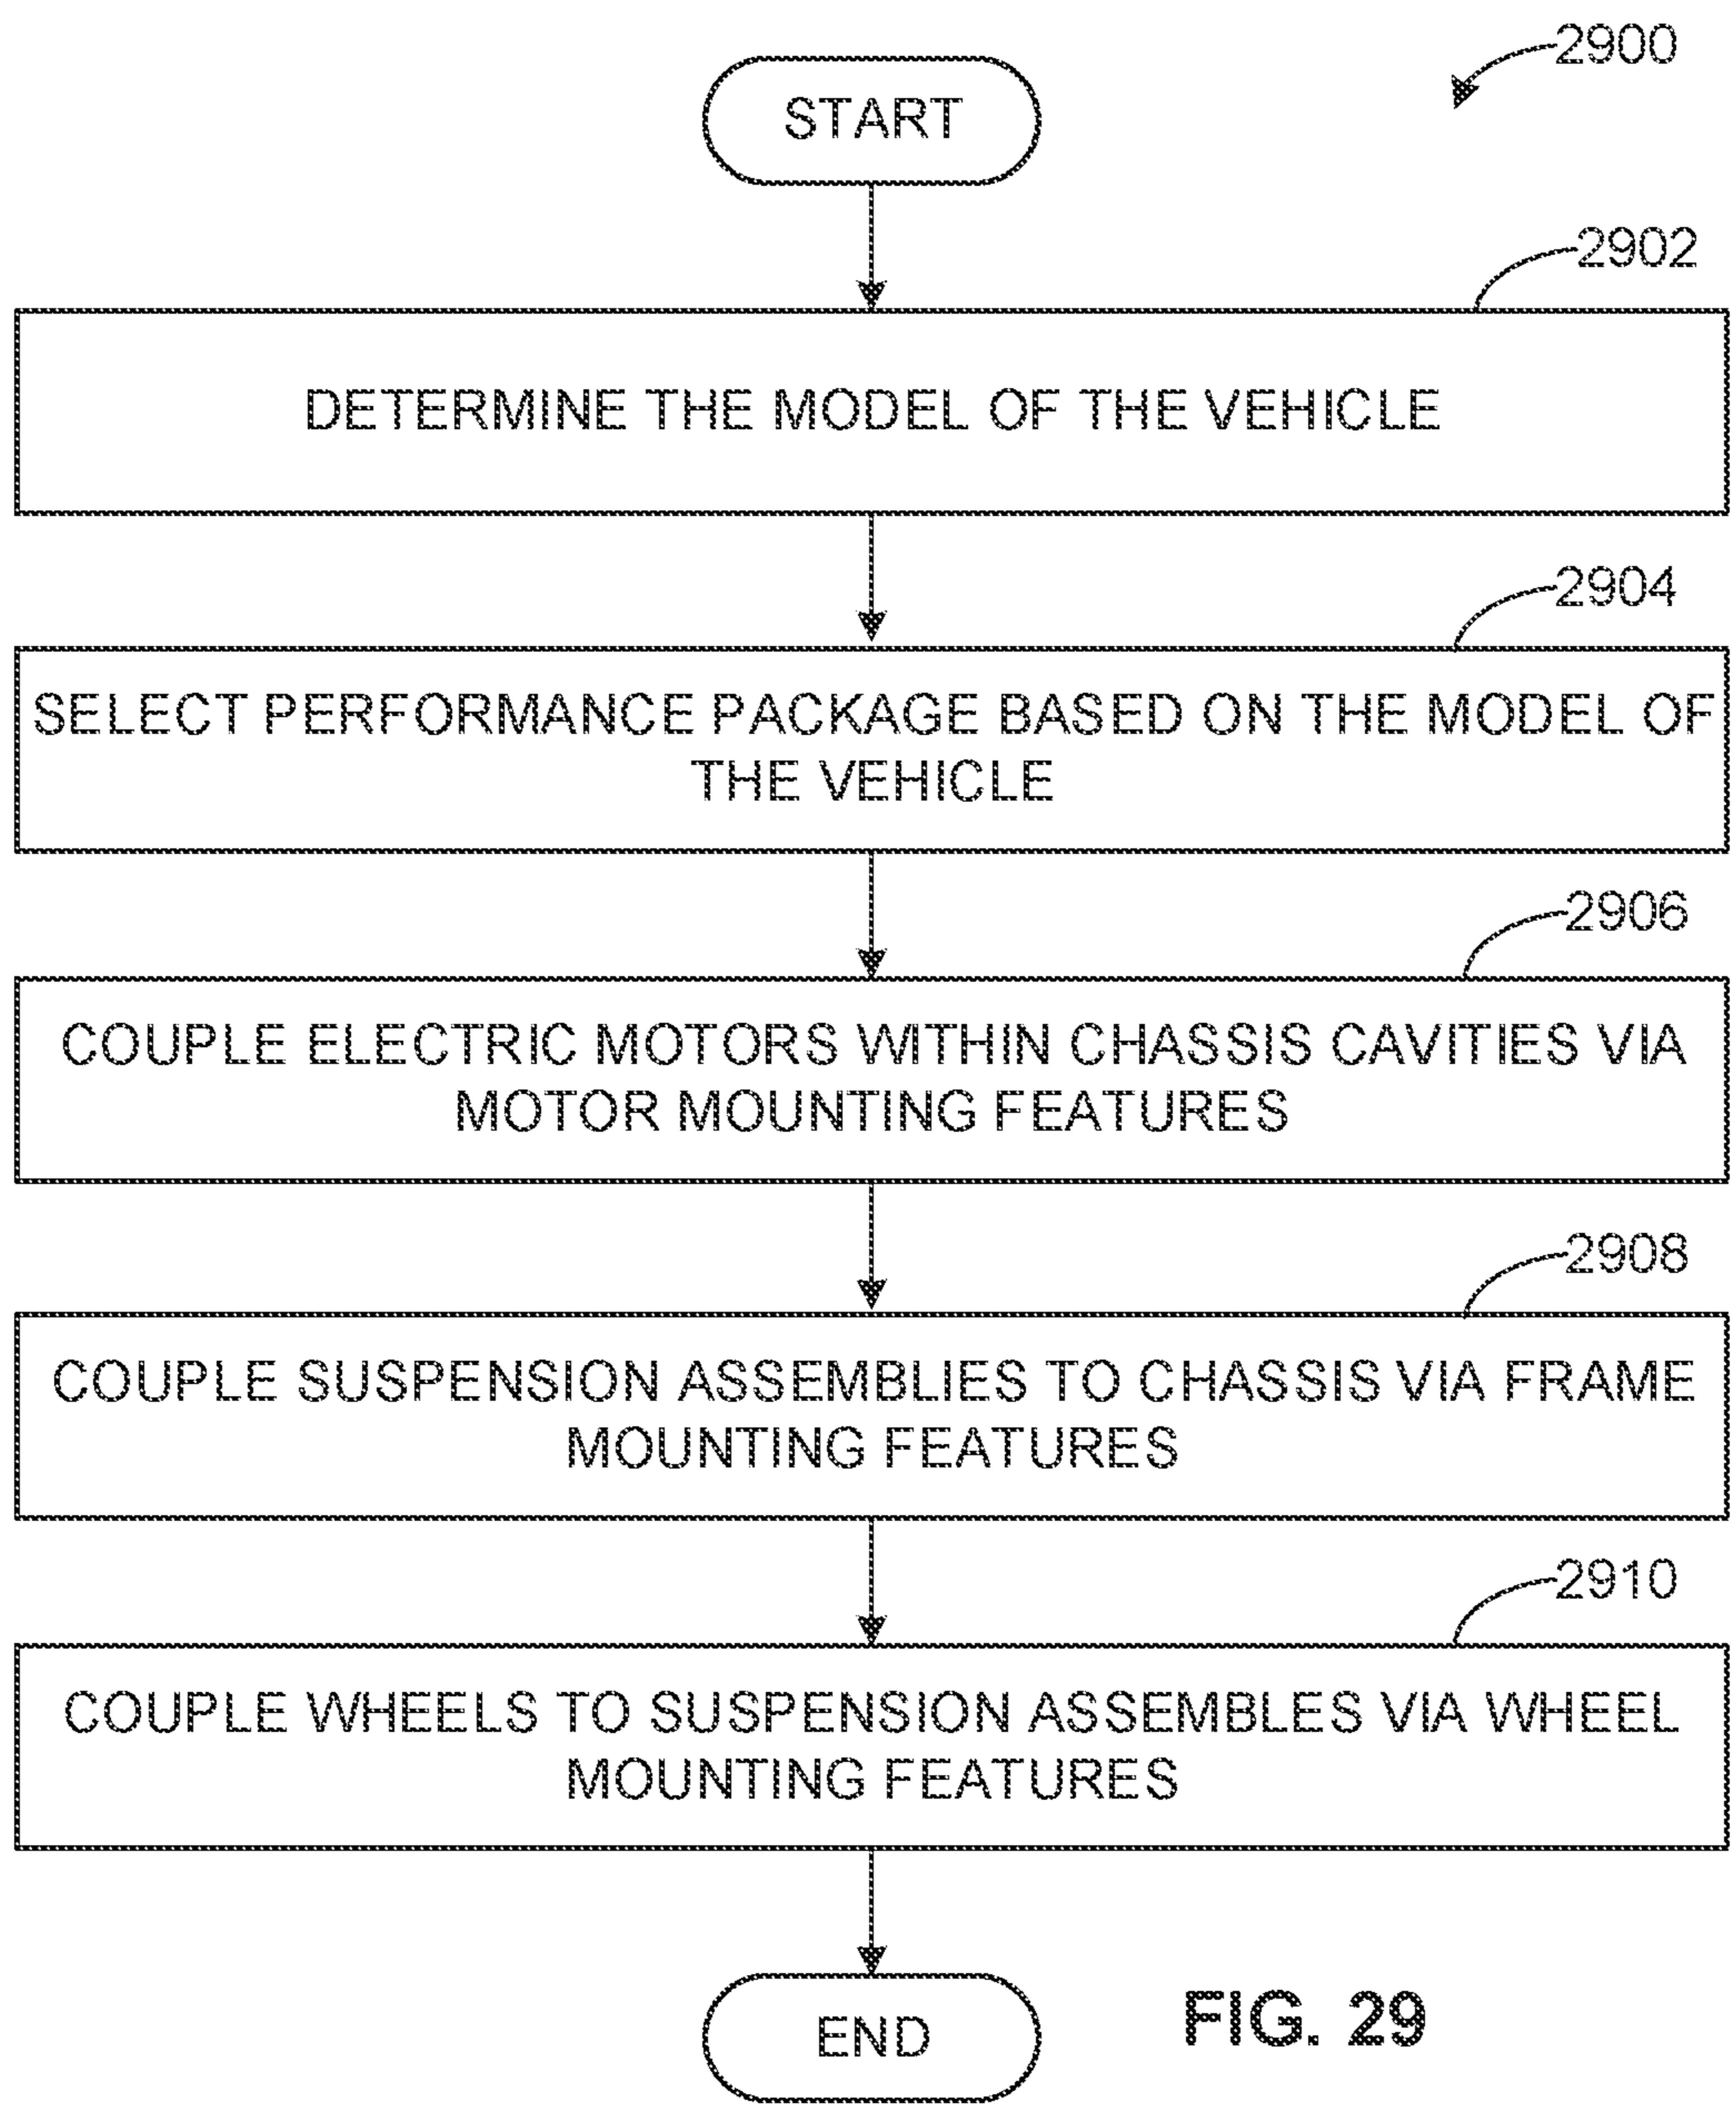 2900
START
2902
DETERMINE THE MODEL OF THE VEHICLE
2904
SELECT PERFORMANCE PACKAGE BASED ON THE MODEL OF
THE VEHICLE
2906
COUPLE ELECTRIC MOTORS WITHIN CHASSIS CAVITIES VIA
MOTOR MOUNTING FEATURES
2908
COUPLE SUSPENSION ASSEMBLIES TO CHASSIS VIA FRAME
MOUNTING FEATURES
2910
COUPLE WHEELS TO SUSPENSION ASSEMBLES VIA WHEEL
MOUNTING FEATURES
END
FIG. 29